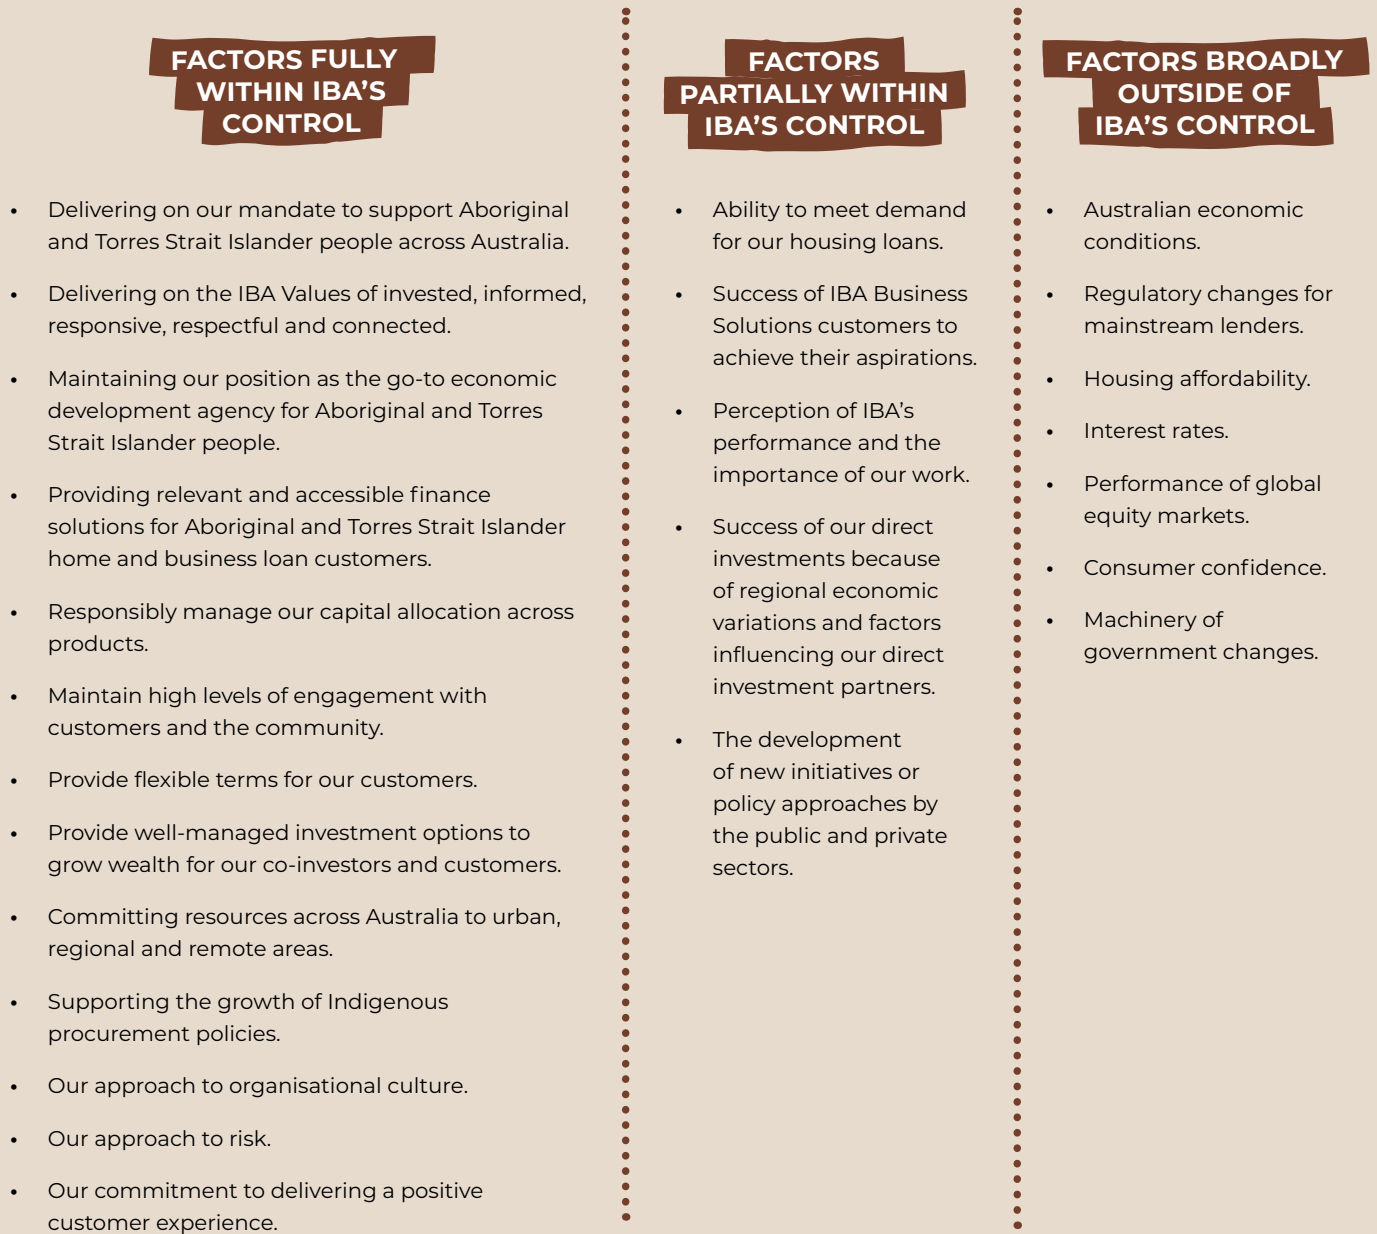 FACTORS FULLY
WITHIN IBA’S
CONTROL
• Delivering on our mandate to support Aboriginal
and Torres Strait Islander people across Australia.
• Delivering on the IBA Values of invested, informed,
responsive, respectful and connected.
• Maintaining our position as the go-to economic
development agency for Aboriginal and Torres
Strait Islander people.
• Providing relevant and accessible finance
solutions for Aboriginal and Torres Strait Islander
home and business loan customers.
• Responsibly manage our capital allocation across
products.
• Maintain high levels of engagement with
customers and the community.
• Provide flexible terms for our customers.
• Provide well-managed investment options to
grow wealth for our co-investors and customers.
• Committing resources across Australia to urban,
regional and remote areas.
• Supporting the growth of Indigenous
procurement policies.
• Our approach to organisational culture.
• Our approach to risk.
• Our commitment to delivering a positive
customer experience.
FACTORS
PARTIALLY WITHIN
IBA’S CONTROL
• Ability to meet demand
for our housing loans.
• Success of IBA Business
Solutions customers to
achieve their aspirations.
• Perception of IBA’s
performance and the
importance of our work.
• Success of our direct
investments because
of regional economic
variations and factors
influencing our direct
investment partners.
• The development
of new initiatives or
policy approaches by
the public and private
sectors.
FACTORS BROADLY
OUTSIDE OF
IBA’S CONTROL
• Australian economic
conditions.
• Regulatory changes for
mainstream lenders.
• Housing affordability.
• Interest rates.
• Performance of global
equity markets.
• Consumer confidence.
• Machinery of
government changes.